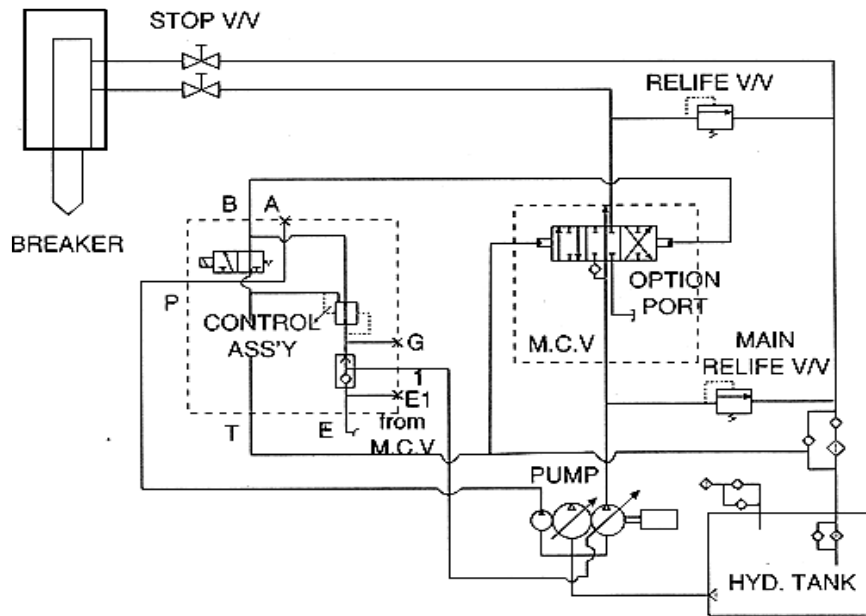 STOP V/V
RELIFE V/V
BREAKER
B
A
P
CONTROL
ASS'Y
G
1
E1
from
M.C.V
T
E
OPTION
PORT
M.C.V
MAIN
RELIFE V/V
PUMP
HYD. TANK